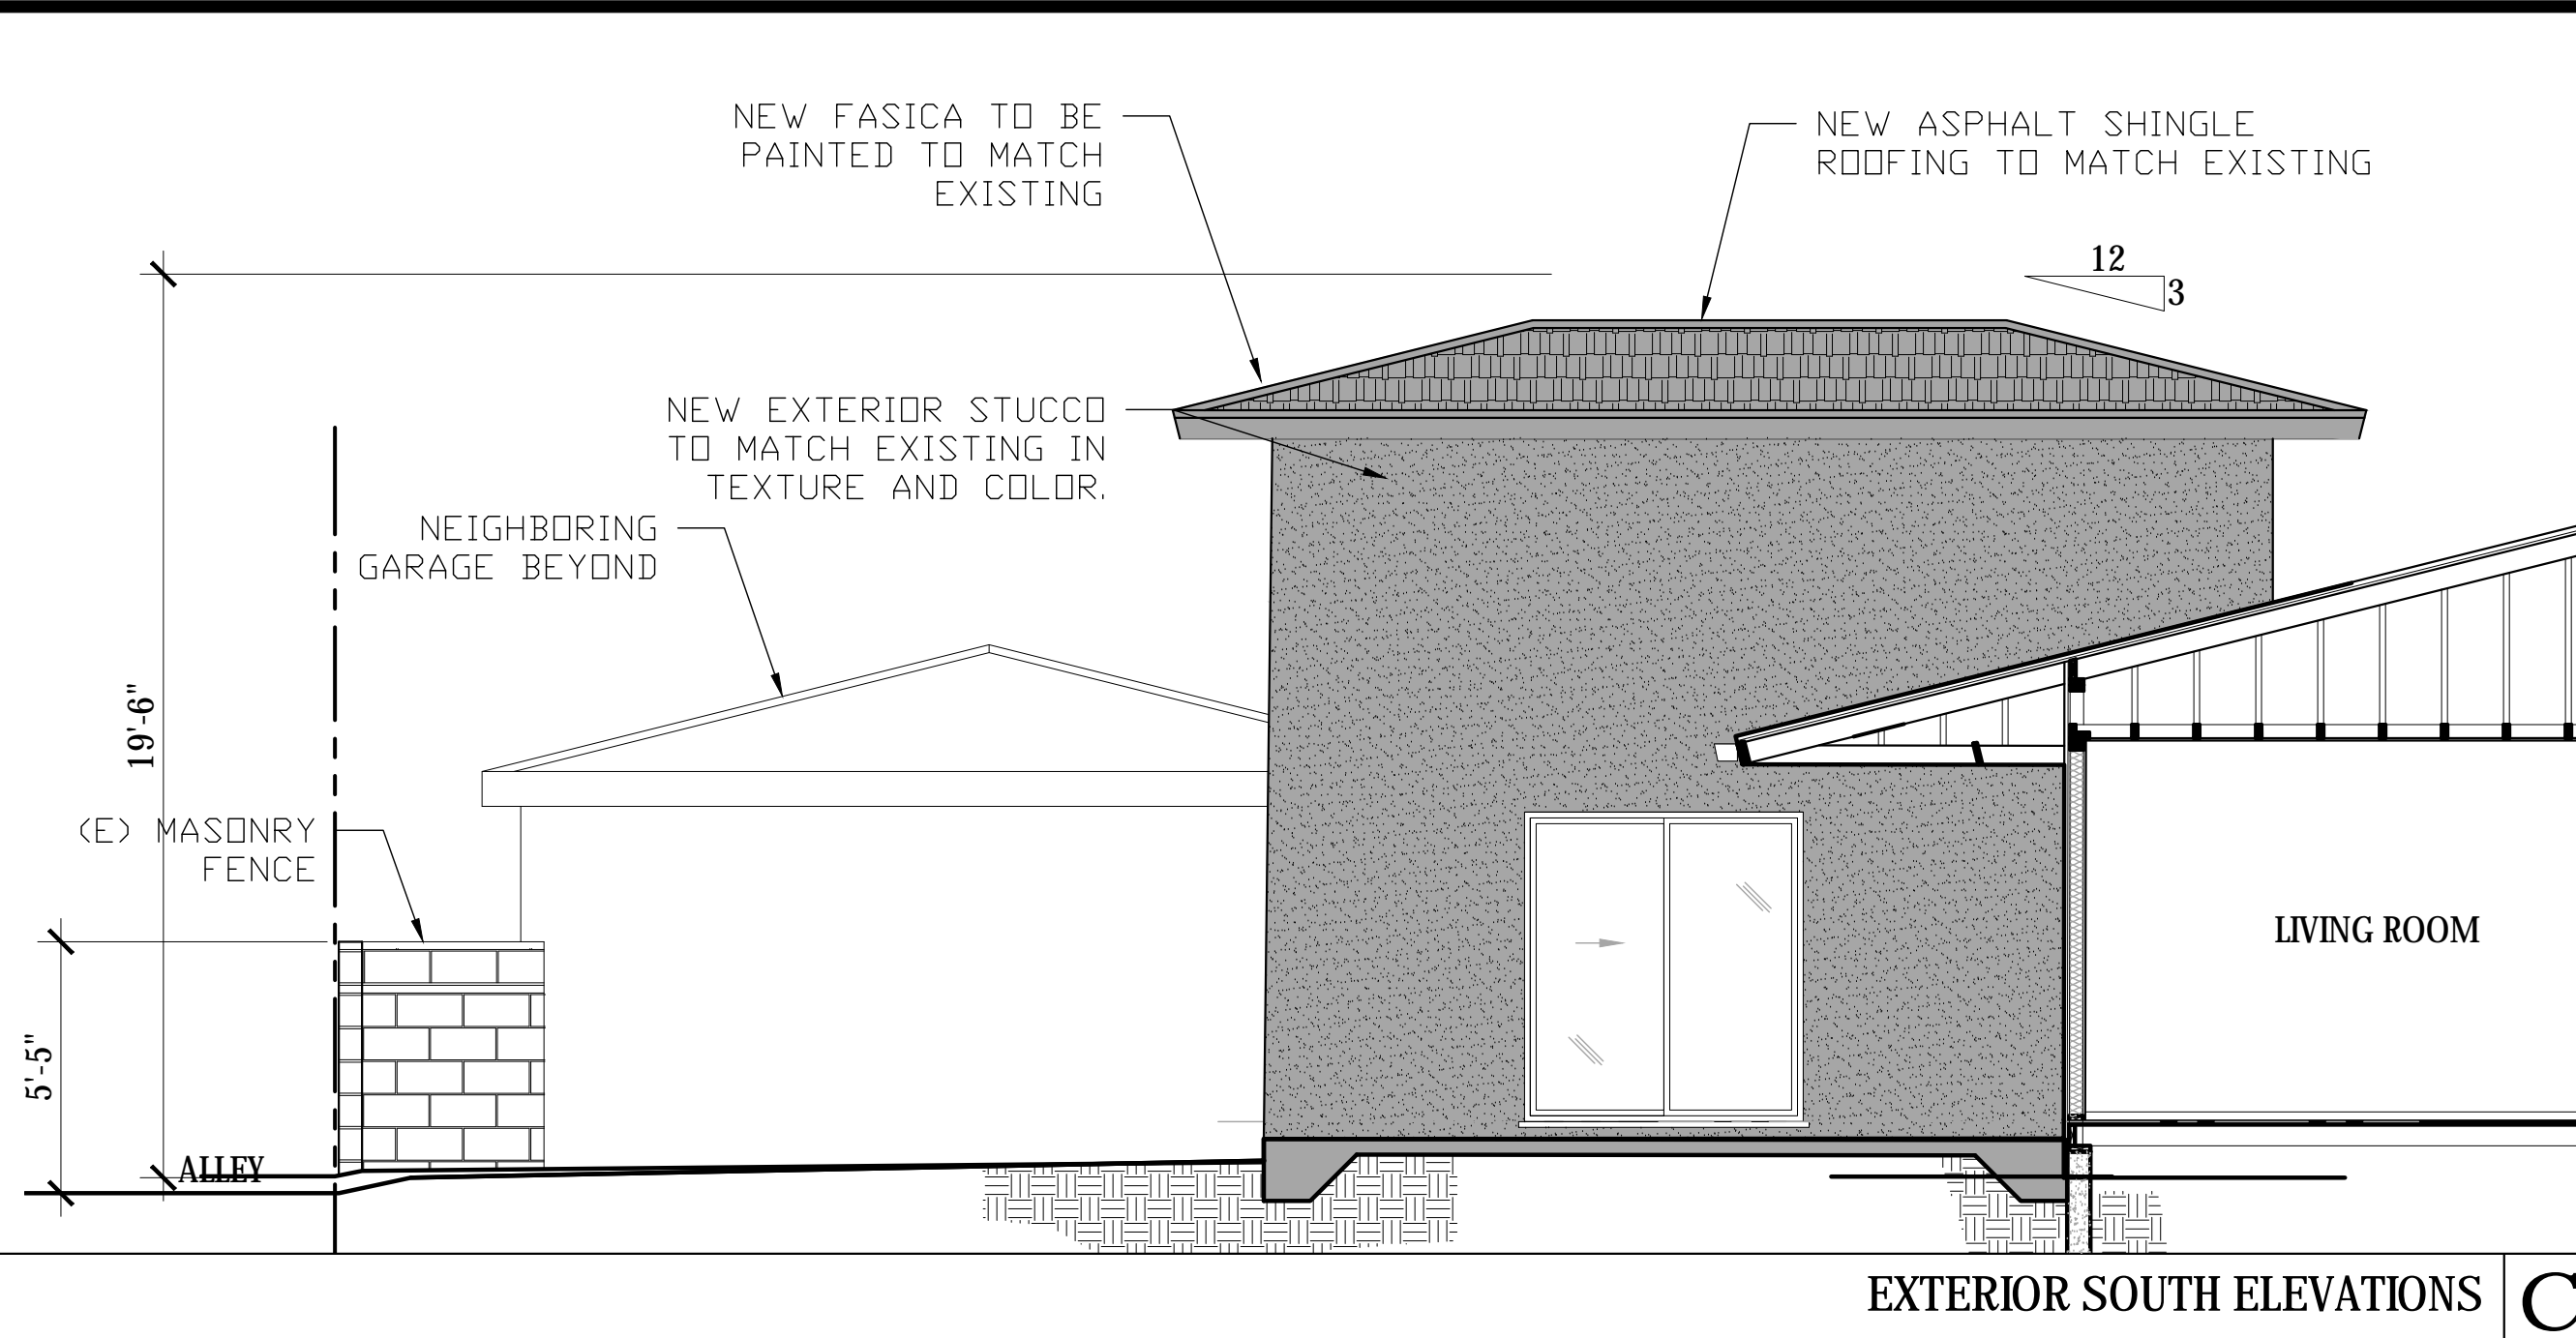 NEW FASICA TO BE
PAINTED TO MATCH
EXISTING
NEW ASPHALT SHINGLE
ROOFING TO MATCH EXISTING
12
3
NEW EXTERIOR STUCCO
TO MATCH EXISTING IN
TEXTURE AND COLOR.
NEIGHBORING
GARAGE BEYOND
19'-6"
(E) MASONRY
FENCE
LIVING ROOM
5'-5"
ALLEY
EXTERIOR SOUTH ELEVATIONS
C